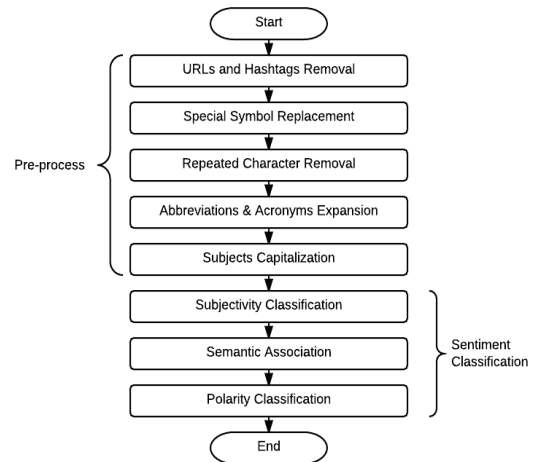 Start
URLs and Hashtags Removal
Special Symbol Replacement
Repeated Character Removal
Pre-process
Abbreviations & Acronyms Expansion
Subjects Capitalization
Subjectivity Classification
Semantic Association
Sentiment
Classification
Polarity Classification
End